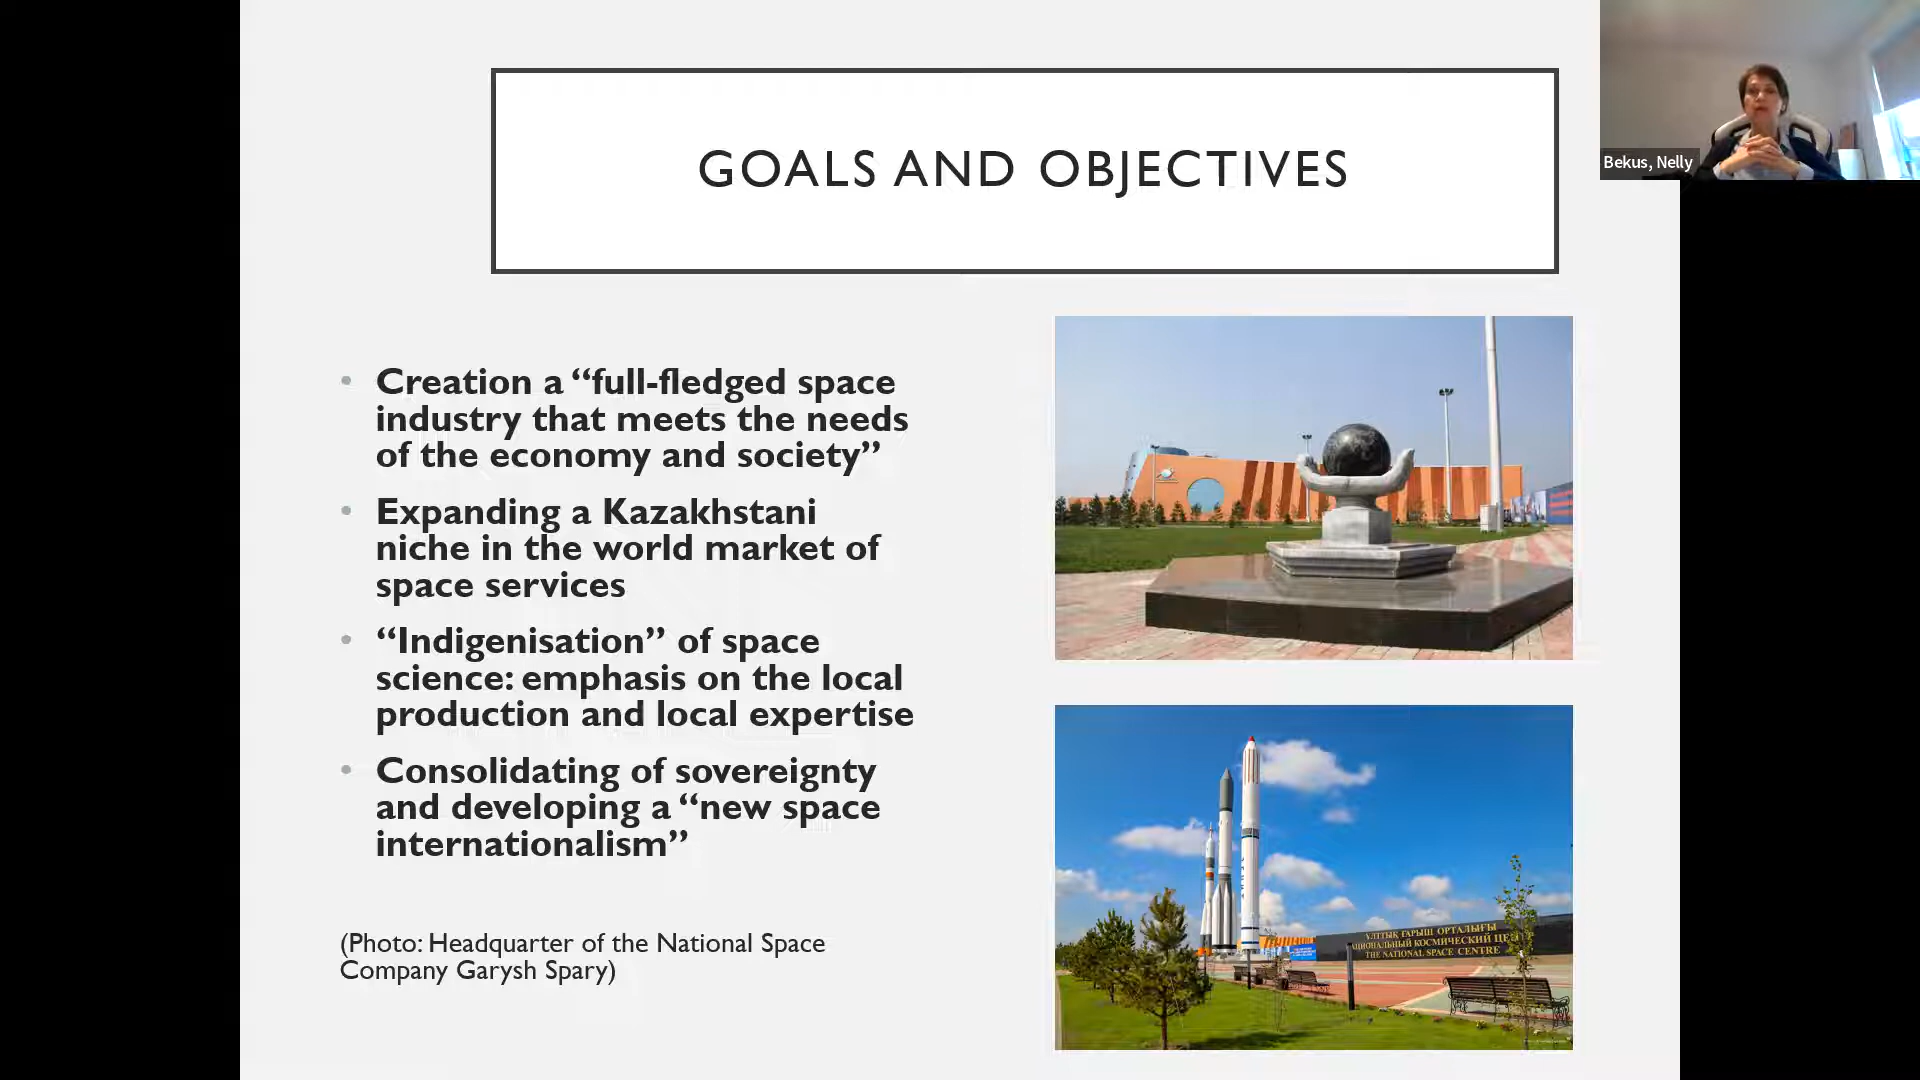 GOALS AND OBJECTIVES
Bekus, Nelly
• Creation a “full-fledged space
industry that meets the needs
of the economy and society”
• Expanding a Kazakhstani
niche in the world market of
space services
• “Indigenisation” of space
science: emphasis on the local
production and local expertise
• Consolidating of sovereignty
and developing a “new space
internationalism”
(Photo: Headquarter of the National Space
Company Garysh Spary)
ҰЛТТЫҚ ҒАРЫШ ОРТАЛЫҒЫ
КОСМИЧЕСКИЙ
THE NATIONAL SPACE CENTRE